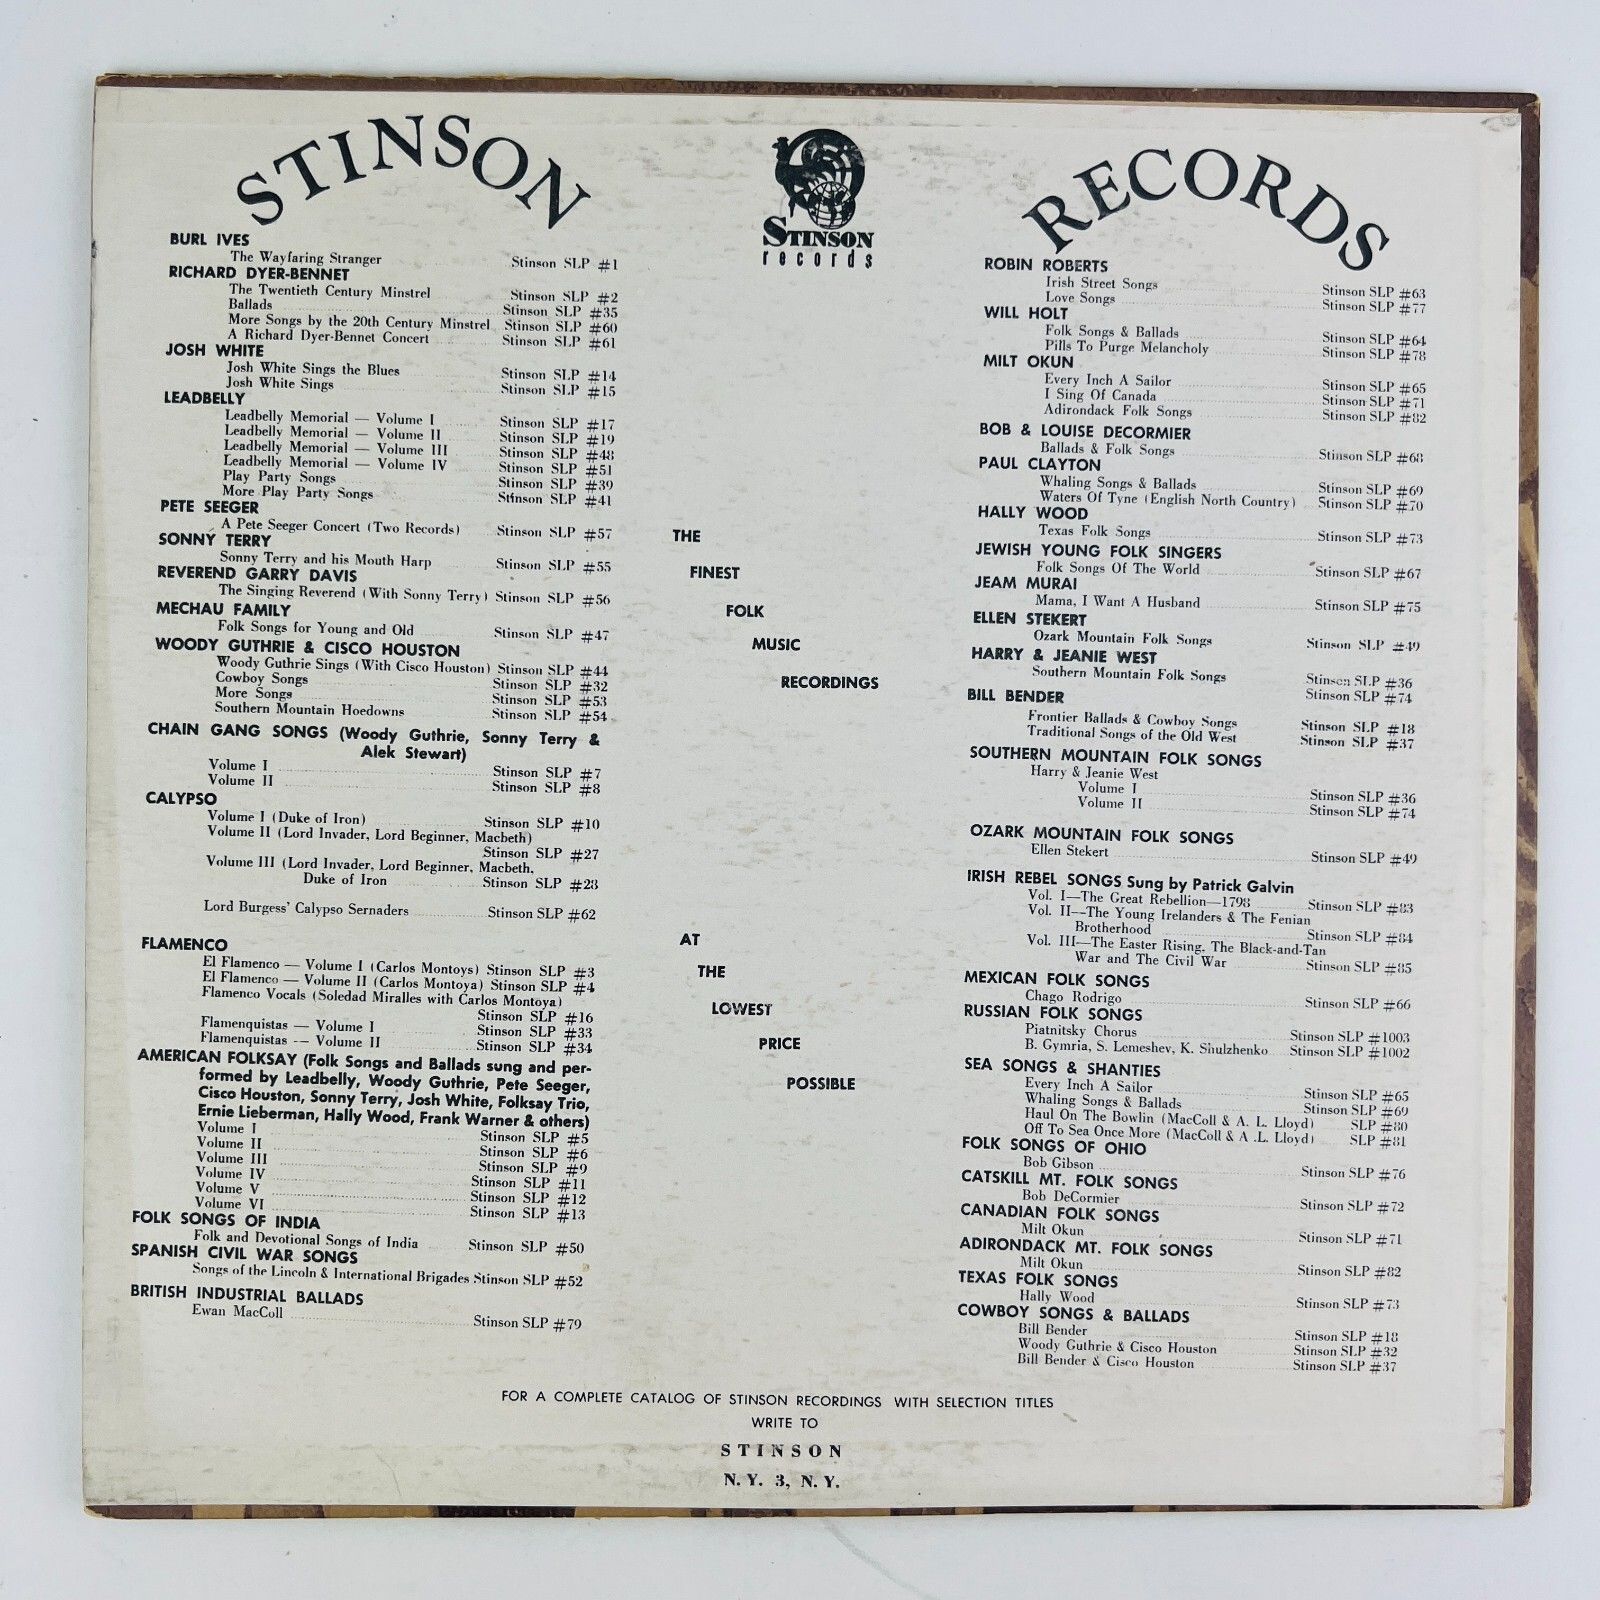 STINSON
STINSON
records
RECORDS
BURL IVES
The Wayfaring Stranger Stinson SLP #1
RICHARD DYER-BENNET
The Twentieth Century Minstrel Stinson SLP #2
Ballads Stinson SLP #35
More Songs by the 20th Century Minstrel Stinson SLP #60
A Richard Dyer-Bennet Concert Stinson SLP #61
JOSH WHITE
Josh White Sings the Blues Stinson SLP #14
Josh White Sings Stinson SLP #15
LEADBELLY
Leadbelly Memorial — Volume I Stinson SLP #17
Leadbelly Memorial — Volume II Stinson SLP #19
Leadbelly Memorial — Volume III Stinson SLP #48
Leadbelly Memorial — Volume IV Stinson SLP #51
Play Party Songs Stinson SLP #39
More Play Party Songs Stinson SLP #41
PETE SEEGER
A Pete Seeger Concert (Two Records) Stinson SLP #57
SONNY TERRY
Sonny Terry and his Mouth Harp Stinson SLP #55
REVEREND GARRY DAVIS
The Singing Reverend (With Sonny Terry) Stinson SLP #56
MECHAU FAMILY
Folk Songs for Young and Old Stinson SLP #47
WOODY GUTHRIE & CISCO HOUSTON
Woody Guthrie Sings (With Cisco Houston) Stinson SLP #44
Cowboy Songs Stinson SLP #32
More Songs Stinson SLP #53
Southern Mountain Hoedowns Stinson SLP #54
CHAIN GANG SONGS (Woody Guthrie, Sonny Terry &
Alek Stewart)
Volume I Stinson SLP #7
Volume II Stinson SLP #8
CALYPSO
Volume I (Duke of Iron) Stinson SLP #10
Volume II (Lord Invader, Lord Beginner, Macbeth)
Stinson SLP #27
Volume III (Lord Invader, Lord Beginner, Macbeth,
Duke of Iron Stinson SLP #28
Lord Burgess' Calypso Sernaders Stinson SLP #62
FLAMENCO
El Flamenco — Volume I (Carlos Montoys) Stinson SLP #3
El Flamenco — Volume II (Carlos Montoya) Stinson SLP #4
Flamenco Vocals (Soledad Miralles with Carlos Montoya)
Stinson SLP #16
Flamenquistas — Volume I Stinson SLP #33
Flamenquistas -- Volume II Stinson SLP #34
AMERICAN FOLKSAY (Folk Songs and Ballads sung and per-
formed by Leadbelly, Woody Guthrie, Pete Seeger,
Cisco Houston, Sonny Terry, Josh White, Folksay Trio,
Ernie Lieberman, Hally Wood, Frank Warner & others)
Volume I Stinson SLP #5
Volume II Stinson SLP #6
Volume III Stinson SLP #9
Volume IV Stinson SLP #11
Volume V Stinson SLP #12
Volume VI Stinson SLP #13
FOLK SONGS OF INDIA
Folk and Devotional Songs of India Stinson SLP #50
SPANISH CIVIL WAR SONGS
Songs of the Lincoln & International Brigades Stinson SLP #52
BRITISH INDUSTRIAL BALLADS
Ewan MacColl Stinson SLP #79
THE
FINEST
FOLK
MUSIC
RECORDINGS
AT
THE
LOWEST
PRICE
POSSIBLE
ROBIN ROBERTS
Irish Street Songs Stinson SLP #63
Love Songs Stinson SLP #77
WILL HOLT
Folk Songs & Ballads Stinson SLP #64
Pills To Purge Melancholy Stinson SLP #78
MILT OKUN
Every Inch A Sailor Stinson SLP #65
I Sing Of Canada Stinson SLP #71
Adirondack Folk Songs Stinson SLP #82
BOB & LOUISE DECORMIER
Ballads & Folk Songs Stinson SLP #68
PAUL CLAYTON
Whaling Songs & Ballads Stinson SLP #69
Waters Of Tyne (English North Country) Stinson SLP #70
HALLY WOOD
Texas Folk Songs Stinson SLP #73
JEWISH YOUNG FOLK SINGERS
Folk Songs Of The World Stinson SLP #67
JEAM MURAI
Mama, I Want A Husband Stinson SLP #75
ELLEN STEKERT
Ozark Mountain Folk Songs Stinson SLP #49
HARRY & JEANIE WEST
Southern Mountain Folk Songs Stinson SLP #36
Stinson SLP #74
BILL BENDER
Frontier Ballads & Cowboy Songs Stinson SLP #18
Traditional Songs of the Old West Stinson SLP #37
SOUTHERN MOUNTAIN FOLK SONGS
Harry & Jeanie West
Volume I Stinson SLP #36
Volume II Stinson SLP #74
OZARK MOUNTAIN FOLK SONGS
Ellen Stekert Stinson SLP #49
IRISH REBEL SONGS Sung by Patrick Galvin
Vol. I—The Great Rebellion—1798 Stinson SLP #83
Vol. II—The Young Irelanders & The Fenian
Brotherhood Stinson SLP #84
Vol. III—The Easter Rising, The Black-and-Tan
War and The Civil War Stinson SLP #85
MEXICAN FOLK SONGS
Chago Rodrigo Stinson SLP #66
RUSSIAN FOLK SONGS
Piatnitsky Chorus Stinson SLP #1003
B. Gymria, S. Lemeshev, K. Shulzhenko Stinson SLP #1002
SEA SONGS & SHANTIES
Every Inch A Sailor Stinson SLP #65
Whaling Songs & Ballads Stinson SLP #69
Haul On The Bowlin (MacColl & A. L. Lloyd) SLP #80
Off To Sea Once More (MacColl & A .L. Lloyd) SLP #81
FOLK SONGS OF OHIO
Bob Gibson Stinson SLP #76
CATSKILL MT. FOLK SONGS
Bob DeCormier Stinson SLP #72
CANADIAN FOLK SONGS
Milt Okun Stinson SLP #71
ADIRONDACK MT. FOLK SONGS
Milt Okun Stinson SLP #82
TEXAS FOLK SONGS
Hally Wood Stinson SLP #73
COWBOY SONGS & BALLADS
Bill Bender Stinson SLP #18
Woody Guthrie & Cisco Houston Stinson SLP #32
Bill Bender & Cisco Houston Stinson SLP #37
FOR A COMPLETE CATALOG OF STINSON RECORDINGS WITH SELECTION TITLES
WRITE TO
STINSON
N.Y. 3, N.Y.